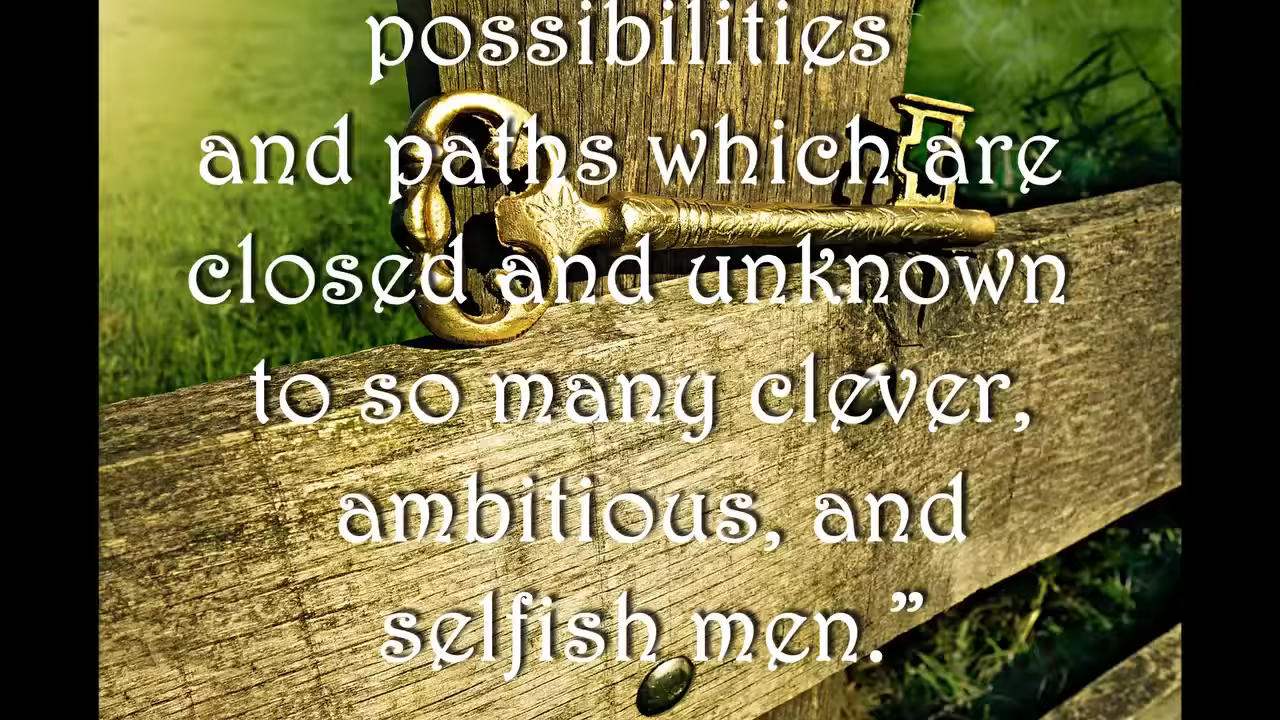 possibilities
and paths which are
closed and unknown
to so many clever,
ambitious, and
selfish men.”